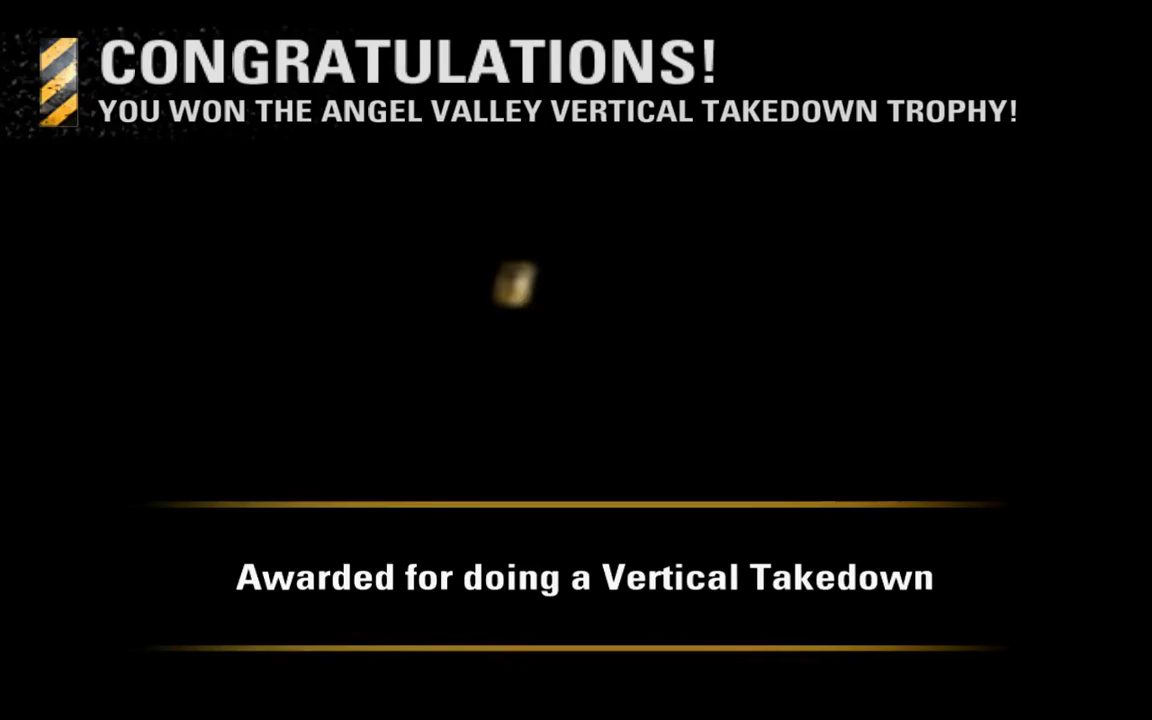 CONGRATULATIONS!
YOU WON THE ANGEL VALLEY VERTICAL TAKEDOWN TROPHY!
Awarded for doing a Vertical Takedown